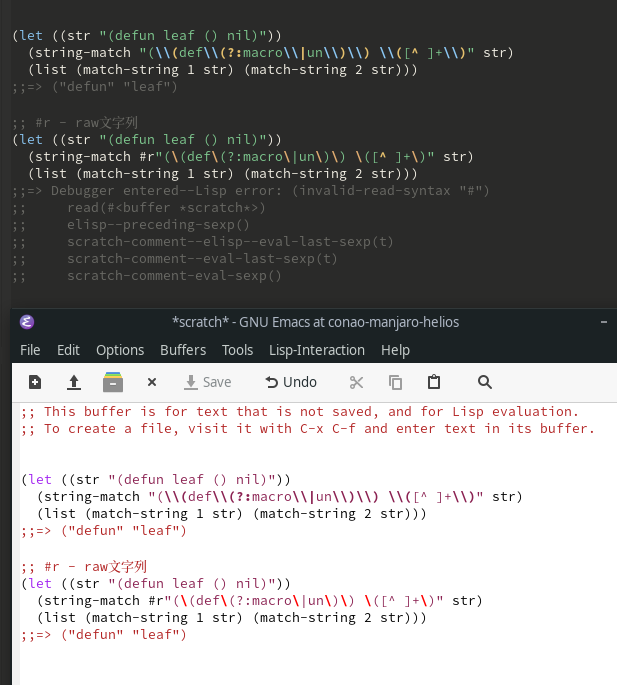 (let ((str "(defun leaf () nil)"))
  (string-match "(\\(def\\(?:macro\\|un\\)\\) \\([^ ]+\\)" str)
  (list (match-string 1 str) (match-string 2 str)))
;;=> ("defun" "leaf")
;; #r - raw文字列
(let ((str "(defun leaf () nil)"))
  (string-match #r"(\(def\(?:macro\|un\)\) \([^ ]+\)" str)
  (list (match-string 1 str) (match-string 2 str)))
;;=> Debugger entered--Lisp error: (invalid-read-syntax "#")
;;     read(#<buffer *scratch*>)
;;     elisp--preceding-sexp()
;;     scratch-comment--elisp--eval-last-sexp(t)
;;     scratch-comment--eval-last-sexp(t)
;;     scratch-comment-eval-sexp()
*scratch* - GNU Emacs at conao-manjaro-helios
File Edit Options Buffers Tools Lisp-Interaction Help
Save Undo
;; This buffer is for text that is not saved, and for Lisp evaluation.
;; To create a file, visit it with C-x C-f and enter text in its buffer.
(let ((str "(defun leaf () nil)"))
  (string-match "(\\(def\\(?:macro\\|un\\)\\) \\([^ ]+\\)" str)
  (list (match-string 1 str) (match-string 2 str)))
;;=> ("defun" "leaf")
;; #r - raw文字列
(let ((str "(defun leaf () nil)"))
  (string-match #r"(\(def\(?:macro\|un\)\) \([^ ]+\)" str)
  (list (match-string 1 str) (match-string 2 str)))
;;=> ("defun" "leaf")